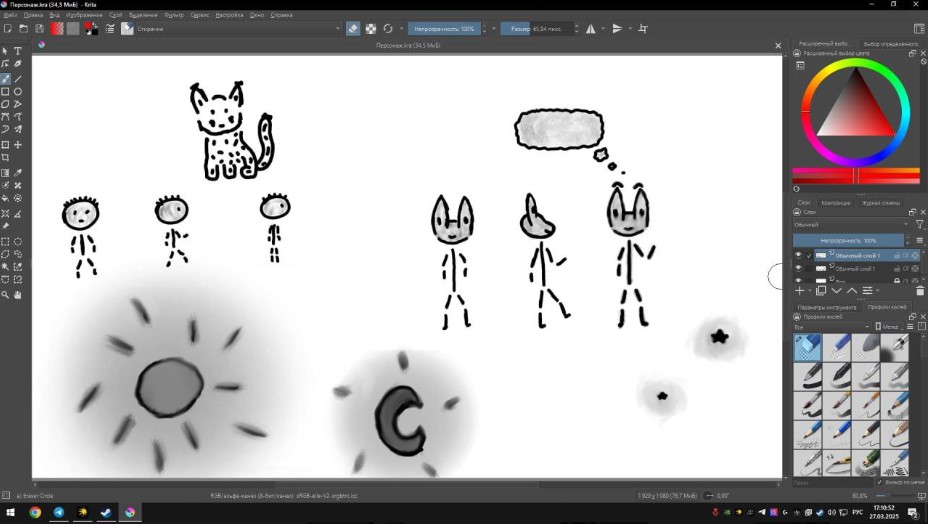 Персонаж.kra (34,5 МиБ) - Krita
Файл Правка Вид Изображение Слой Выделение Фильтр Сервис Настройка Окно Справка
Стирание
Непрозрачность: 100%
Размер: 65,94 пикс.
Персонаж.kra (34,5 МиБ)
Расширенный выбо...
Выбор определённого...
Расширенный выбор цвета
Слои
Композиции
Журнал отмены
Слои
Обычный
Непрозрачность: 100%
Обычный слой 1
Обычный слой 1
Параметры инструмента
Профили кистей
Профили кистей
Все
Метка
Поиск
Фильтр по метке
a) Eraser Circle
RGB/альфа-канал (8-бит/канал) sRGB-elle-V2-srgbtrc.icc
1 920 x 1 080 (76,7 МиБ)
0,00°
80,6%
РУС
17:10:52
27.03.2025